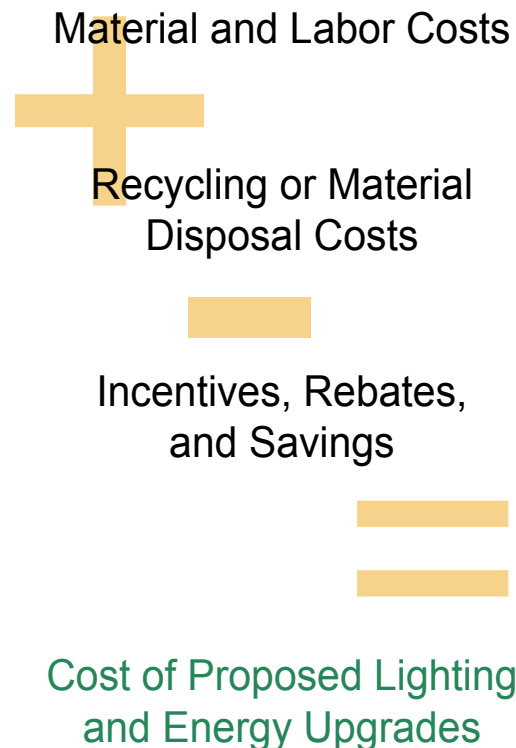 Material and Labor Costs
Recycling or Material
Disposal Costs
Incentives, Rebates,
and Savings
Cost of Proposed Lighting
and Energy Upgrades